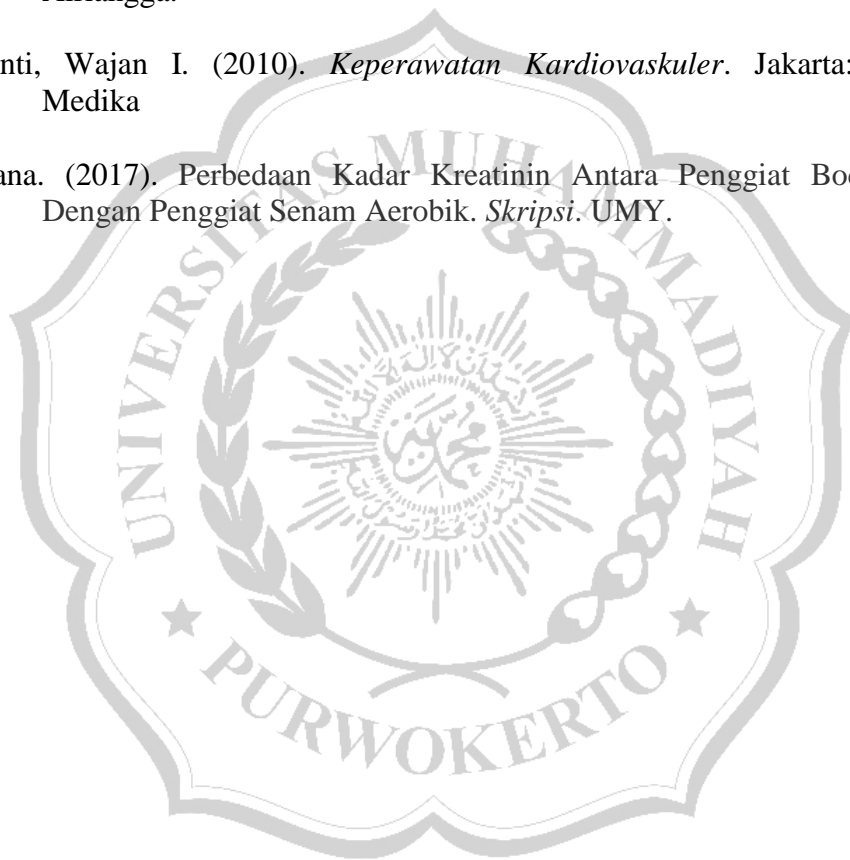 nti, Wajan I. (2010). Keperawatan Kardiovaskuler. Jakarta:
Medika
ana. (2017). Perbedaan Kadar Kreatinin Antara Penggiat Bo
Dengan Penggiat Senam Aerobik. Skripsi. UMY.
UNIVERSITAS MUHAMMADIYAH
PURWOKERTO